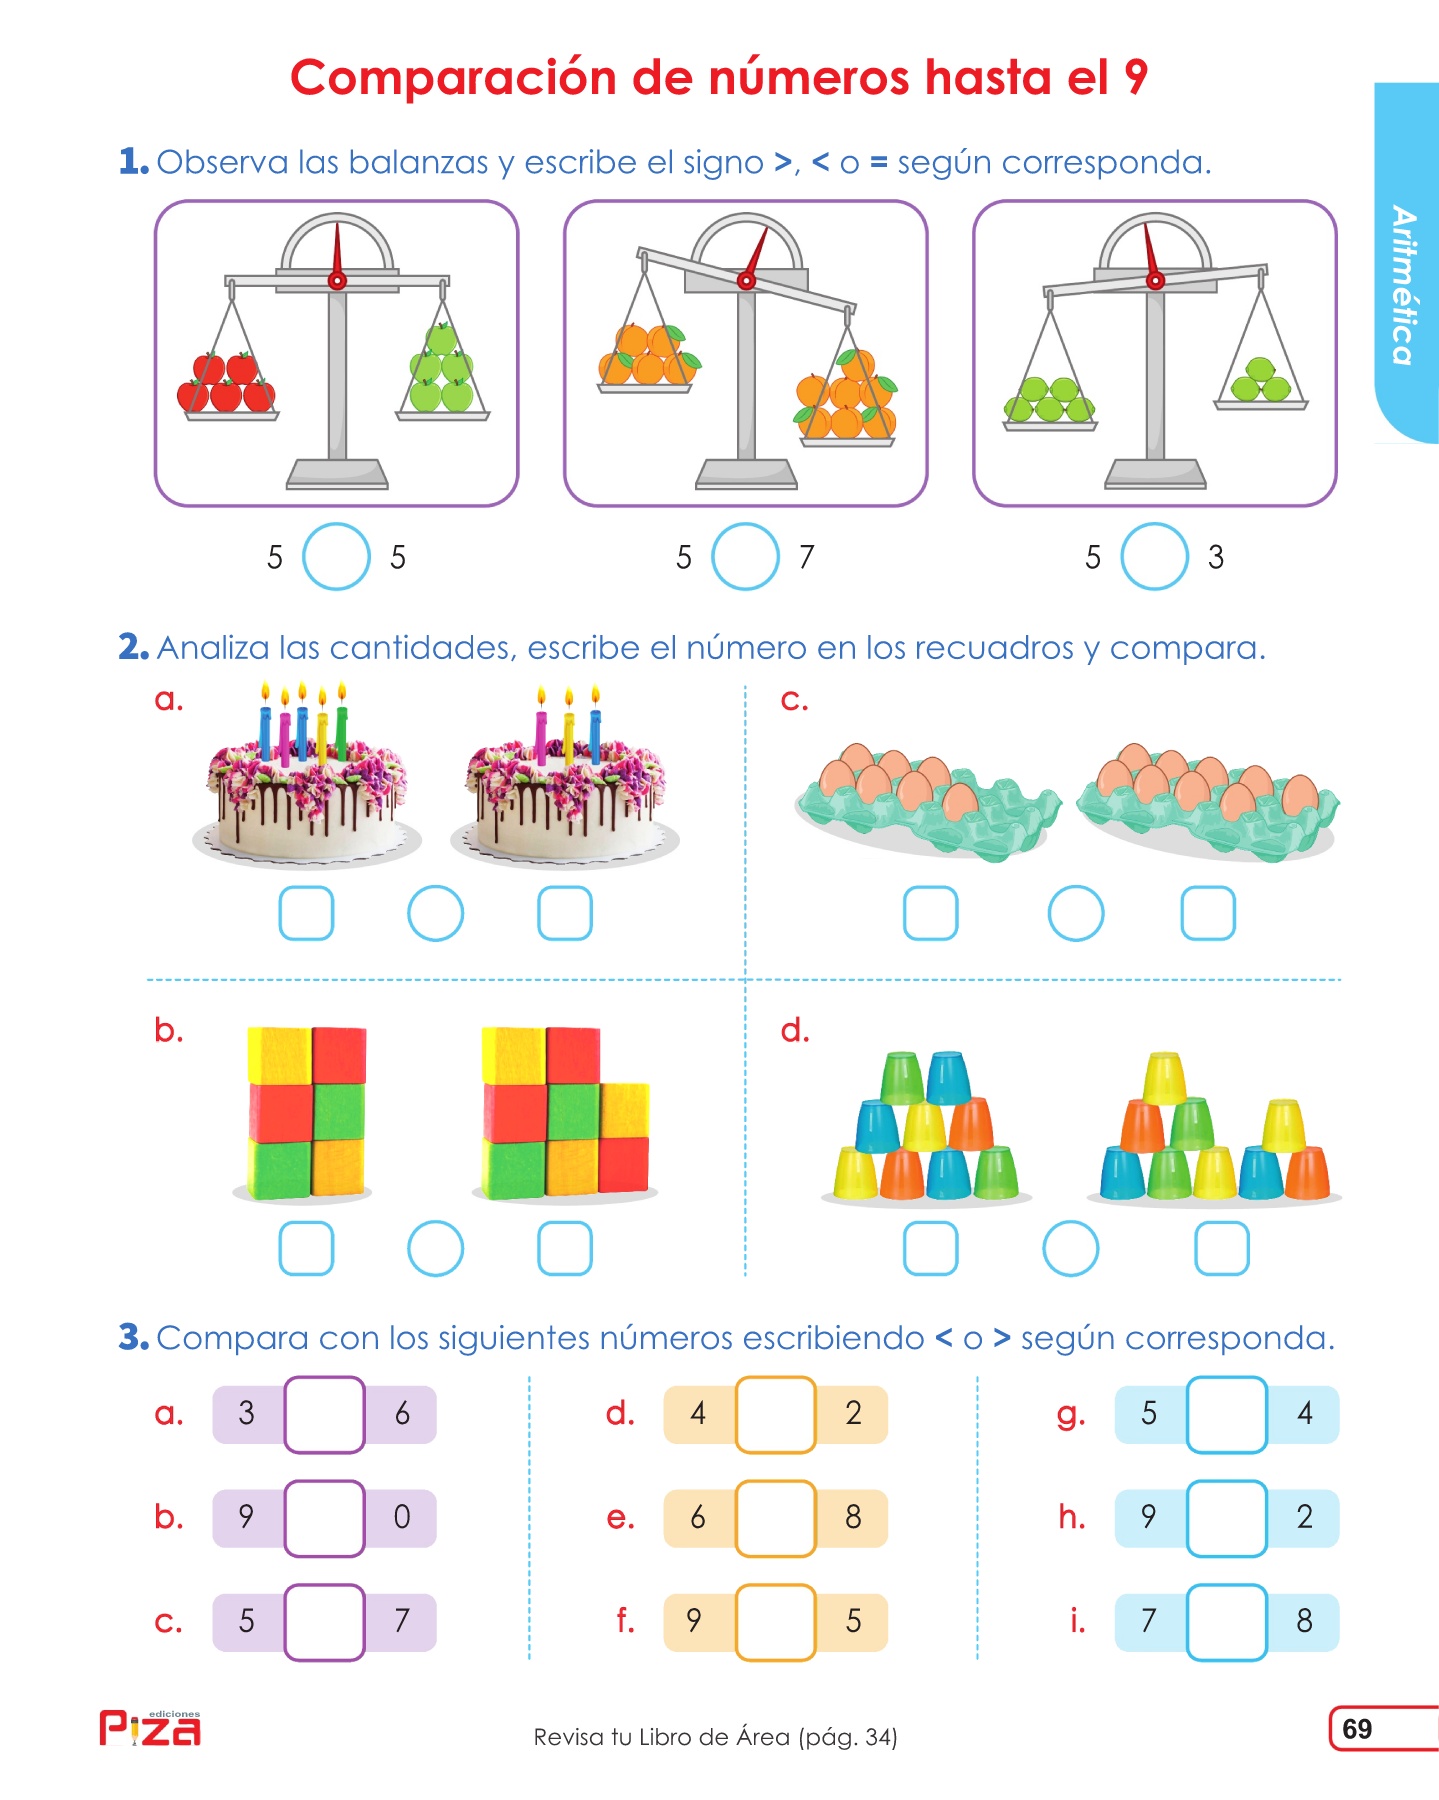 Comparación de números hasta el 9
Aritmética
1. Observa las balanzas y escribe el signo >, < o = según corresponda.
5 5
5 7
5 3
2. Analiza las cantidades, escribe el número en los recuadros y compara.
a.
c.
b.
d.
3. Compara con los siguientes números escribiendo < o > según corresponda.
a. 3 6
d. 4 2
g. 5 4
b. 9 0
e. 6 8
h. 9 2
c. 5 7
f. 9 5
i. 7 8
ediciones
Piza
Revisa tu Libro de Área (pág. 34)
69